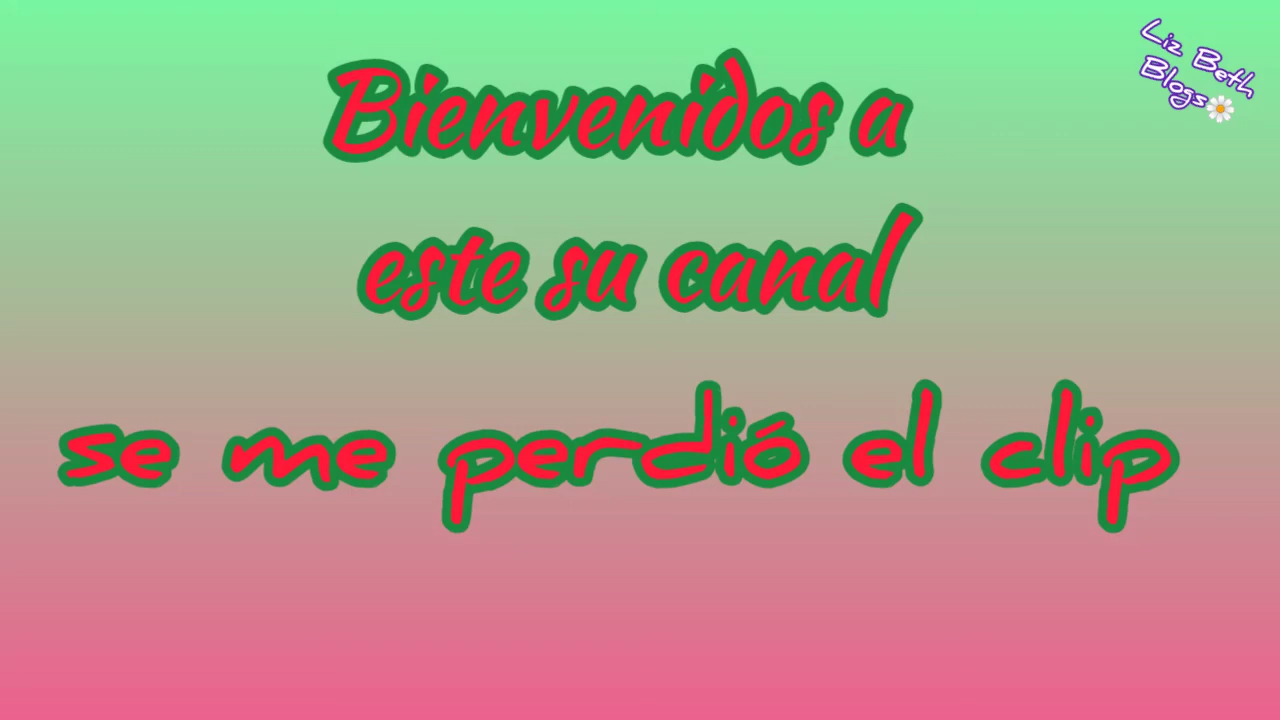 Bienvenidos a
este su canal
se me perdió el clip
Liz Beth
Blogs